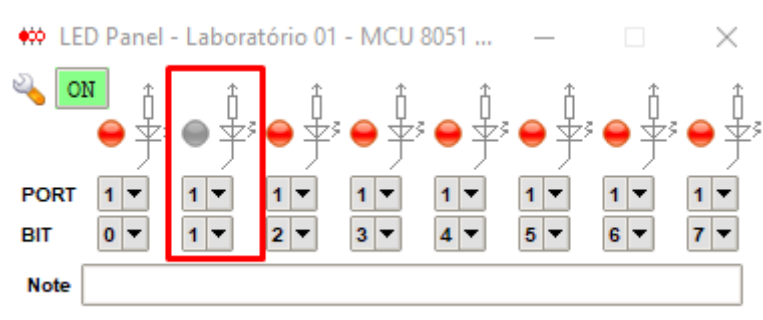 LED Panel - Laboratório 01 - MCU 8051 ...
ON
PORT 1 1 1 1 1 1 1 1
BIT 0 1 2 3 4 5 6 7
Note